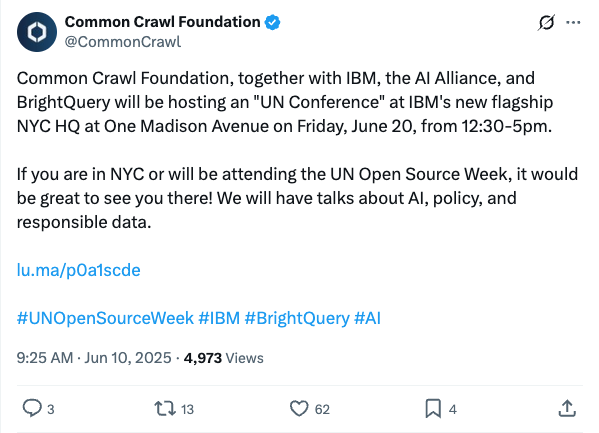 Common Crawl Foundation
@CommonCrawl
Common Crawl Foundation, together with IBM, the AI Alliance, and
BrightQuery will be hosting an "UN Conference" at IBM's new flagship
NYC HQ at One Madison Avenue on Friday, June 20, from 12:30-5pm.
If you are in NYC or will be attending the UN Open Source Week, it would
be great to see you there! We will have talks about AI, policy, and
responsible data.
lu.ma/p0a1scde
#UNOpenSourceWeek #IBM #BrightQuery #AI
9:25 AM · Jun 10, 2025 · 4,973 Views
3 13 62 4